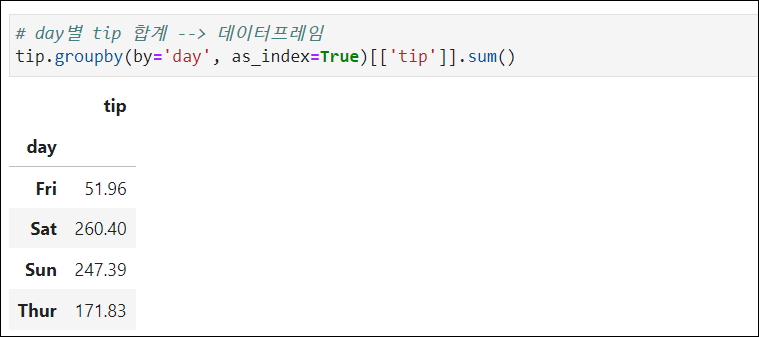 # day별 tip 합계 --> 데이터프레임
tip.groupby(by='day', as_index=True)[['tip']].sum()
tip
day
Fri 51.96
Sat 260.40
Sun 247.39
Thur 171.83